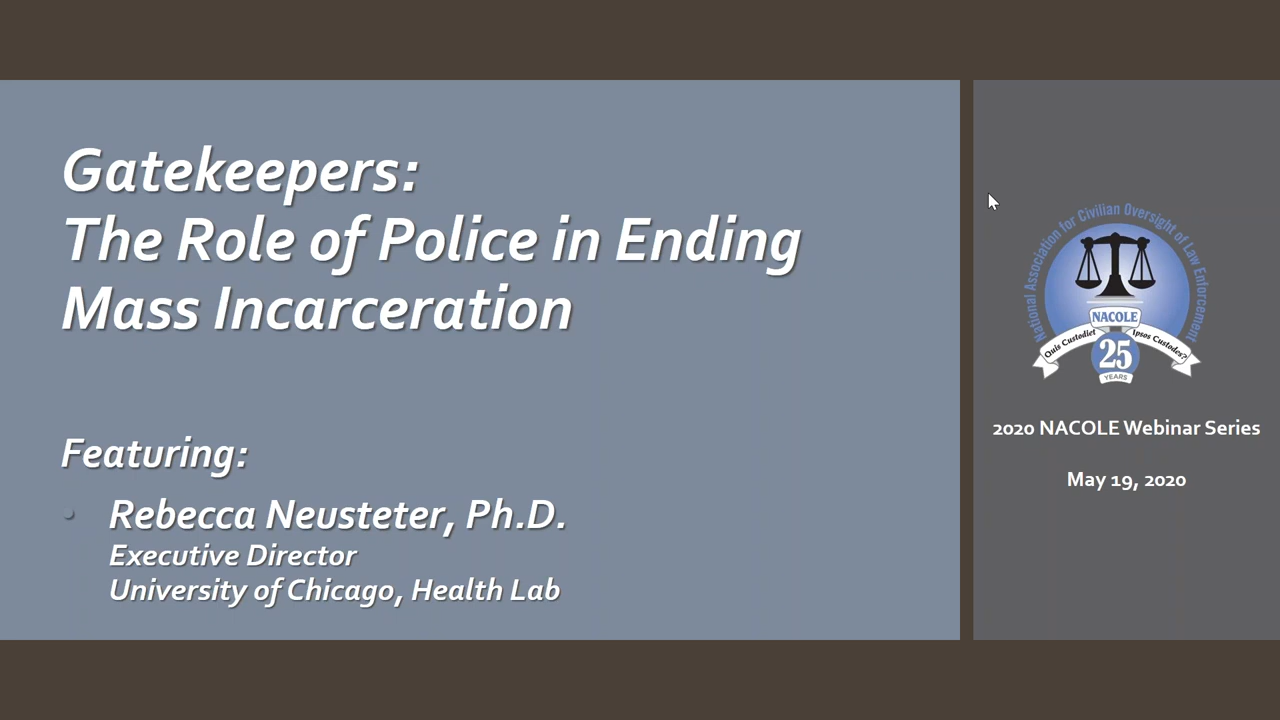 Gatekeepers:
The Role of Police in Ending
Mass Incarceration
Featuring:
• Rebecca Neusteter, Ph.D.
Executive Director
University of Chicago, Health Lab
National Association for Civilian Oversight of Law Enforcement
NACOLE
Quis Custodiet Ipsos Custodes?
25
YEARS
2020 NACOLE Webinar Series
May 19, 2020